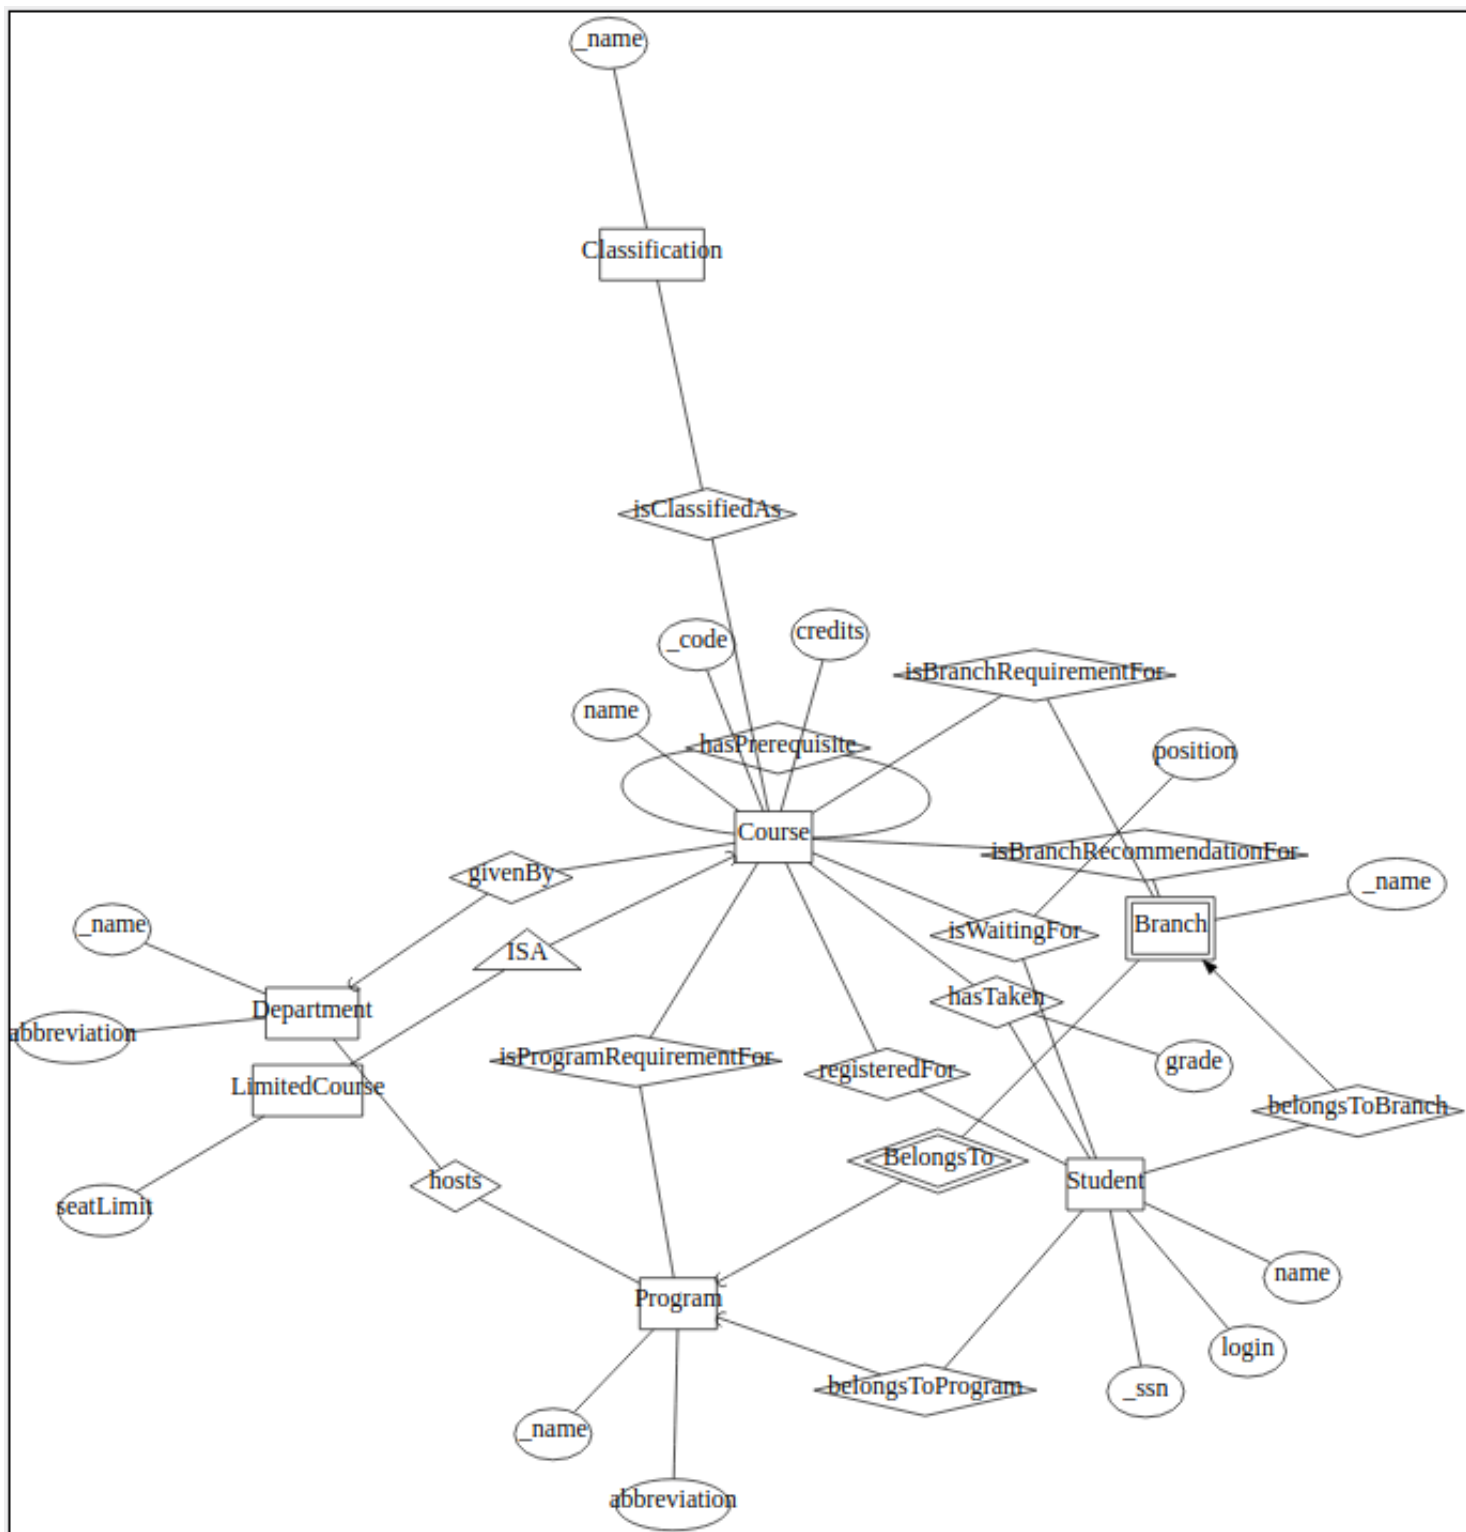 _name
Classification
isClassifiedAs
_code
credits
isBranchRequirementFor
name
hasPrerequisite
position
Course
isBranchRecommendationFor
givenBy
_name
_name
isWaitingFor
Branch
ISA
hasTaken
Department
abbreviation
isProgramRequirementFor
registeredFor
grade
LimitedCourse
belongsToBranch
BelongsTo
hosts
Student
seatLimit
name
Program
login
belongsToProgram
_ssn
_name
abbreviation